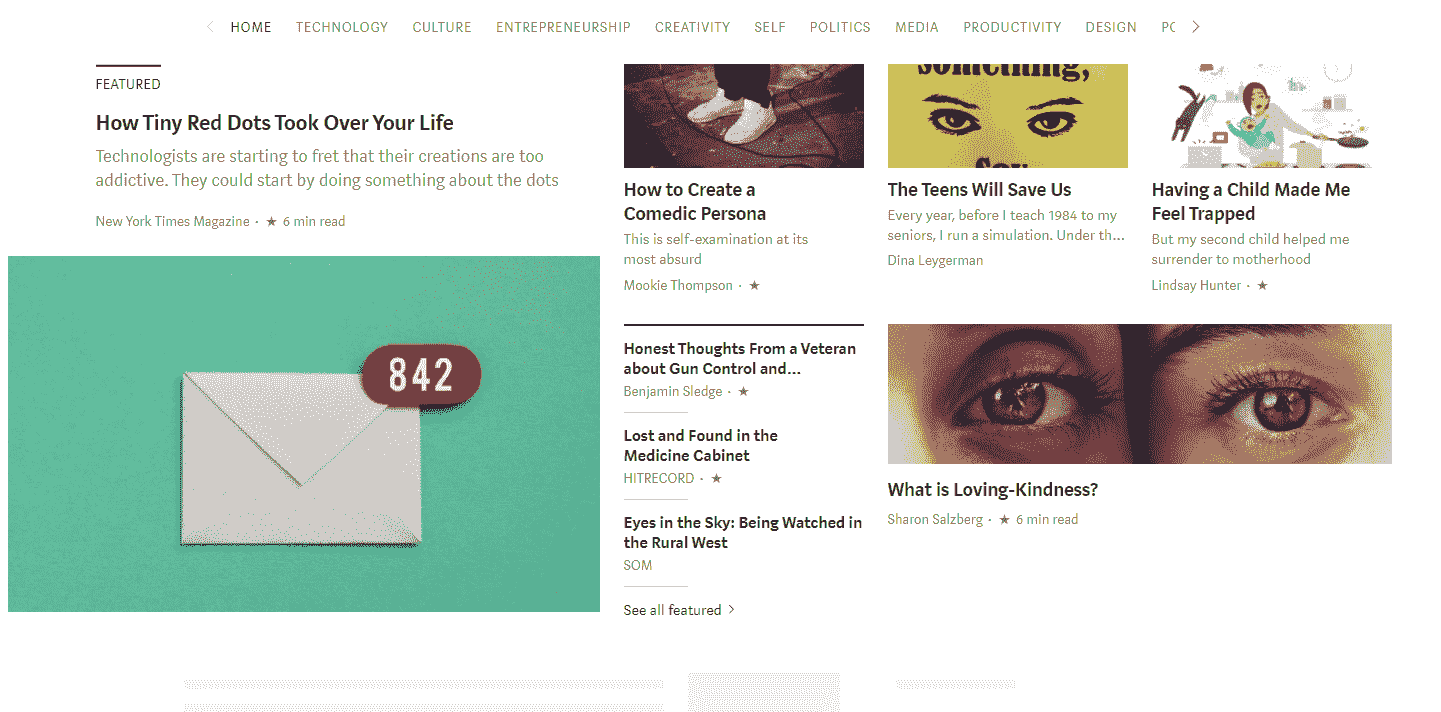 HOME TECHNOLOGY CULTURE ENTREPRENEURSHIP CREATIVITY SELF POLITICS MEDIA PRODUCTIVITY DESIGN
FEATURED
How Tiny Red Dots Took Over Your Life
Technologists are starting to fret that their creations are too
addictive. They could start by doing something about the dots
New York Times Magazine · ★ 6 min read
842
How to Create a
Comedic Persona
This is self-examination at its
most absurd
Mookie Thompson · ★
something,
Say
The Teens Will Save Us
Every year, before I teach 1984 to my
seniors, I run a simulation. Under th...
Dina Leygerman
Having a Child Made Me
Feel Trapped
But my second child helped me
surrender to motherhood
Lindsay Hunter · ★
Honest Thoughts From a Veteran
about Gun Control and...
Benjamin Sledge · ★
Lost and Found in the
Medicine Cabinet
HITRECORD · ★
Eyes in the Sky: Being Watched in
the Rural West
SOM
See all featured >
What is Loving-Kindness?
Sharon Salzberg · ★ 6 min read